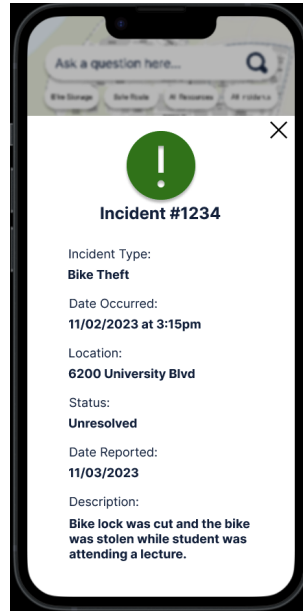 Ask a question here...
Bike Storage Safe Route AI Resources All Incidents
!
Incident #1234
Incident Type:
Bike Theft
Date Occurred:
11/02/2023 at 3:15pm
Location:
6200 University Blvd
Status:
Unresolved
Date Reported:
11/03/2023
Description:
Bike lock was cut and the bike
was stolen while student was
attending a lecture.